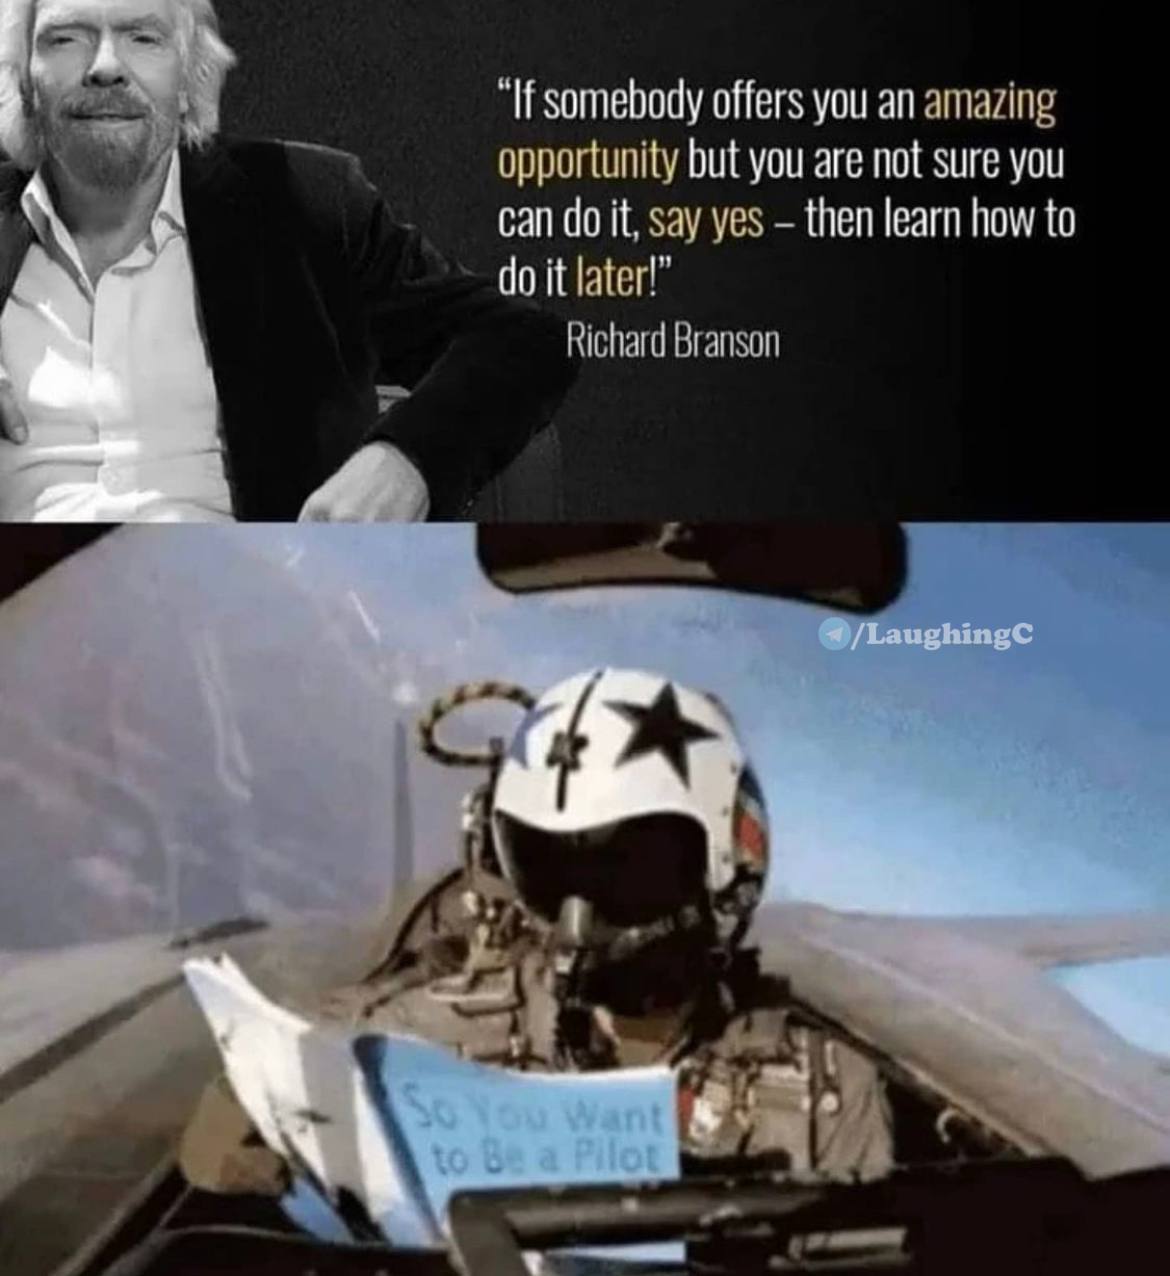 “If somebody offers you an amazing
opportunity but you are not sure you
can do it, say yes – then learn how to
do it later!”
Richard Branson
/LaughingC
So You Want
to Be a Pilot